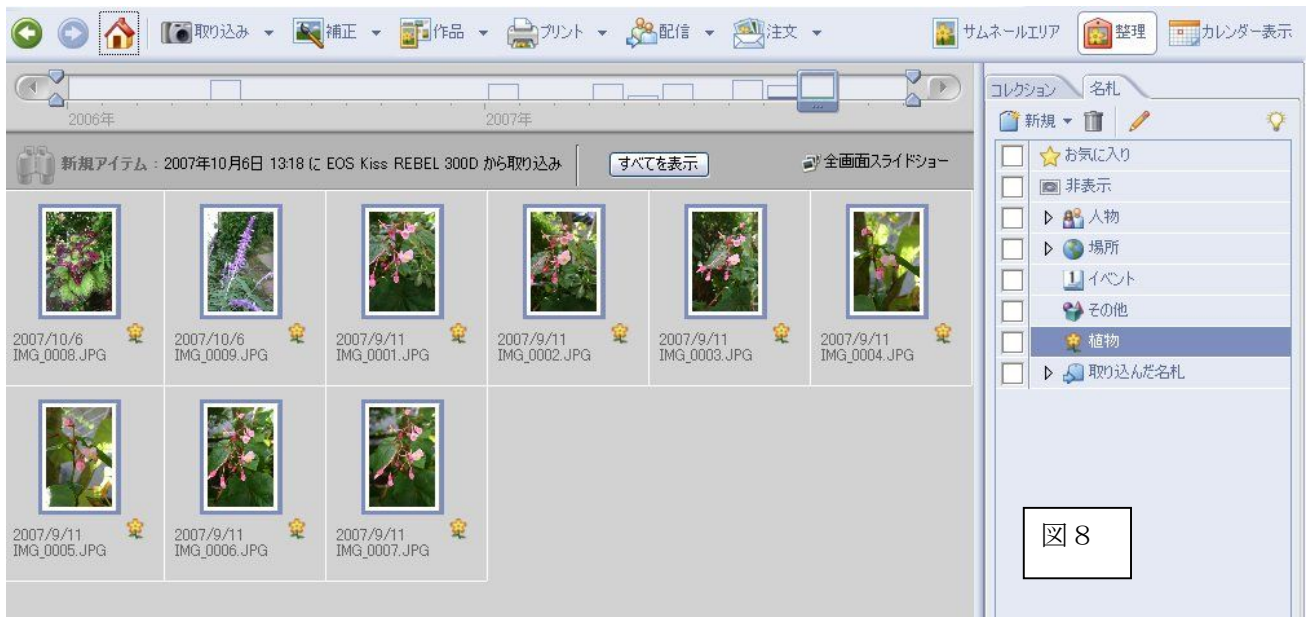 取り込み 補正 作品 プリント 配信 注文 サムネールエリア 整理 カレンダー表示
2006年 2007年
新規アイテム : 2007年10月6日 13:18 に EOS Kiss REBEL 300D から取り込み すべてを表示 全画面スライドショー
2007/10/6
IMG_0008.JPG
2007/10/6
IMG_0009.JPG
2007/9/11
IMG_0001.JPG
2007/9/11
IMG_0002.JPG
2007/9/11
IMG_0003.JPG
2007/9/11
IMG_0004.JPG
2007/9/11
IMG_0005.JPG
2007/9/11
IMG_0006.JPG
2007/9/11
IMG_0007.JPG
コレクション 名札
新規
お気に入り
非表示
人物
場所
1 イベント
その他
植物
取り込んだ名札
図8